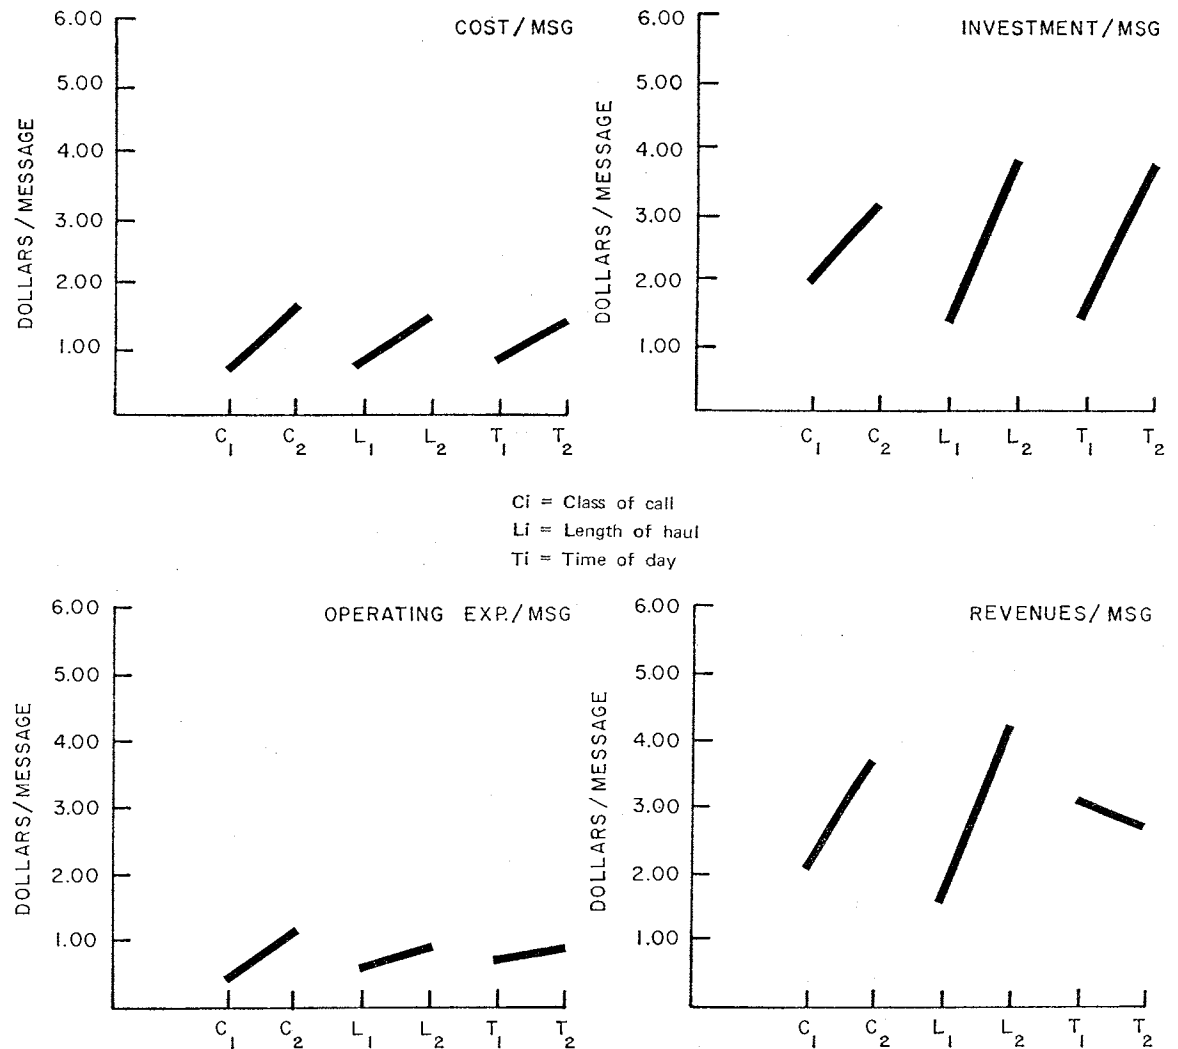 COST/MSG
6.00
5.00
4.00
3.00
2.00
1.00
DOLLARS/MESSAGE
C1 C2 L1 L2 T1 T2
INVESTMENT/MSG
6.00
5.00
4.00
3.00
2.00
1.00
DOLLARS/MESSAGE
C1 C2 L1 L2 T1 T2
Ci = Class of call
Li = Length of haul
Ti = Time of day
OPERATING EXP./MSG
6.00
5.00
4.00
3.00
2.00
1.00
DOLLARS/MESSAGE
C1 C2 L1 L2 T1 T2
REVENUES/MSG
6.00
5.00
4.00
3.00
2.00
1.00
DOLLARS/MESSAGE
C1 C2 L1 L2 T1 T2